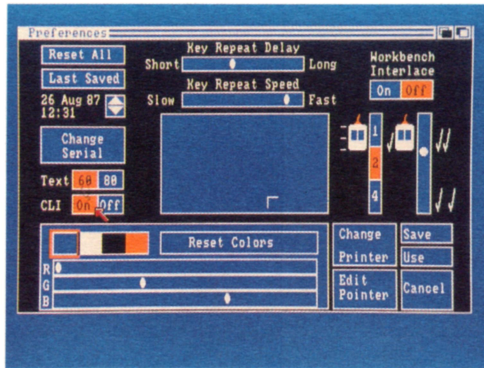 Preferences
Reset All
Last Saved
26 Aug 87
12:31
Change
Serial
Text 60 80
CLI On Off
Key Repeat Delay
Short Long
Key Repeat Speed
Slow Fast
Workbench
Interlace
On Off
1
2
4
Reset Colors
R
G
B
Change
Printer
Edit
Pointer
Save
Use
Cancel